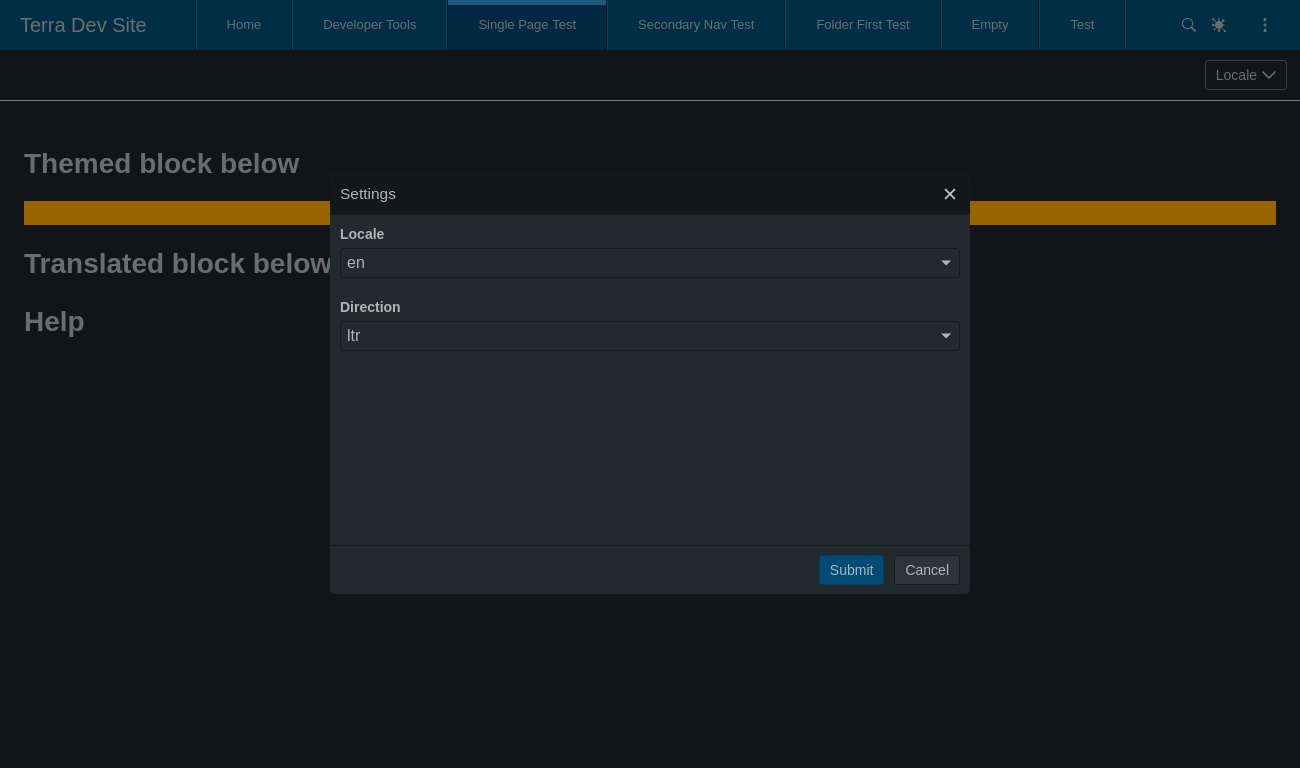 Terra Dev Site Home Developer Tools Single Page Test Secondary Nav Test Folder First Test Empty Test
Locale
Themed block below
Settings
Locale
en
Translated block below
Direction
Help
ltr
Submit Cancel